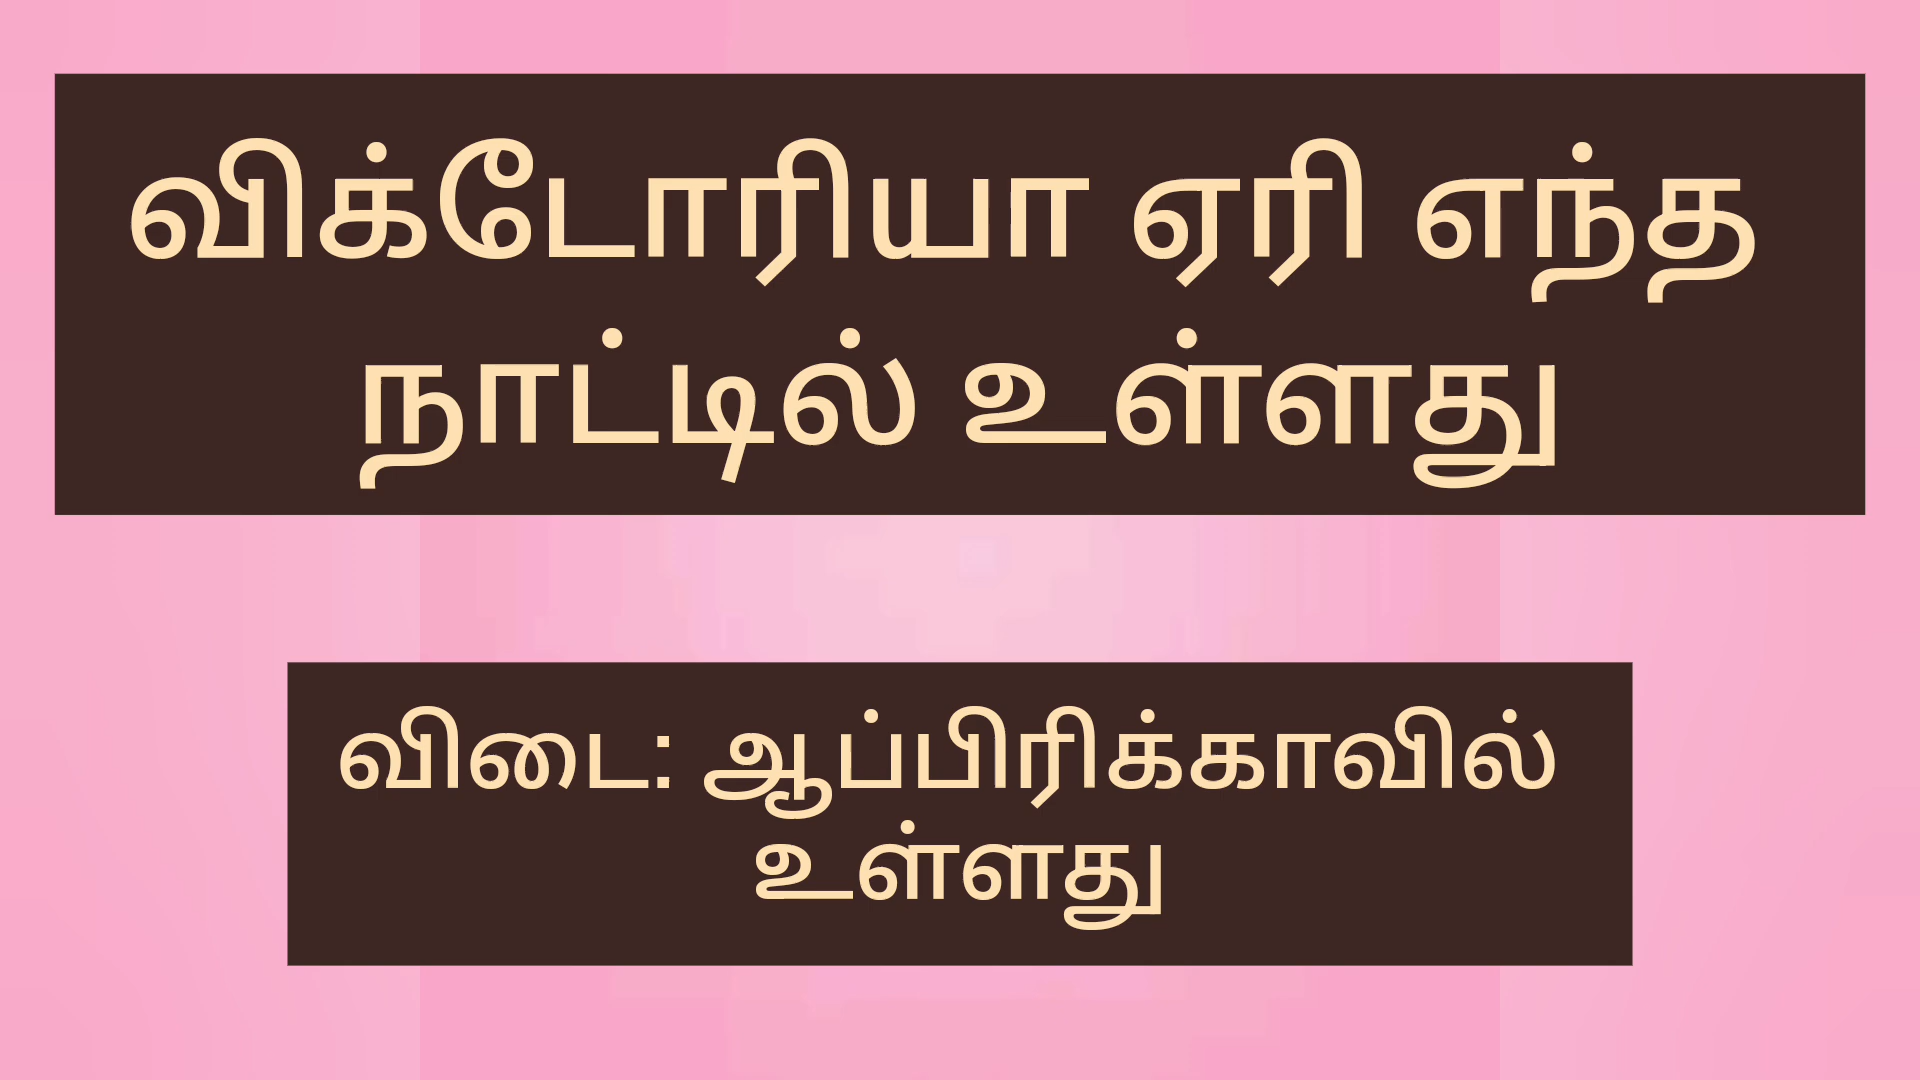 விக்டோரியா ஏரி எந்த
நாட்டில் உள்ளது
விடை: ஆப்பிரிக்காவில்
உள்ளது